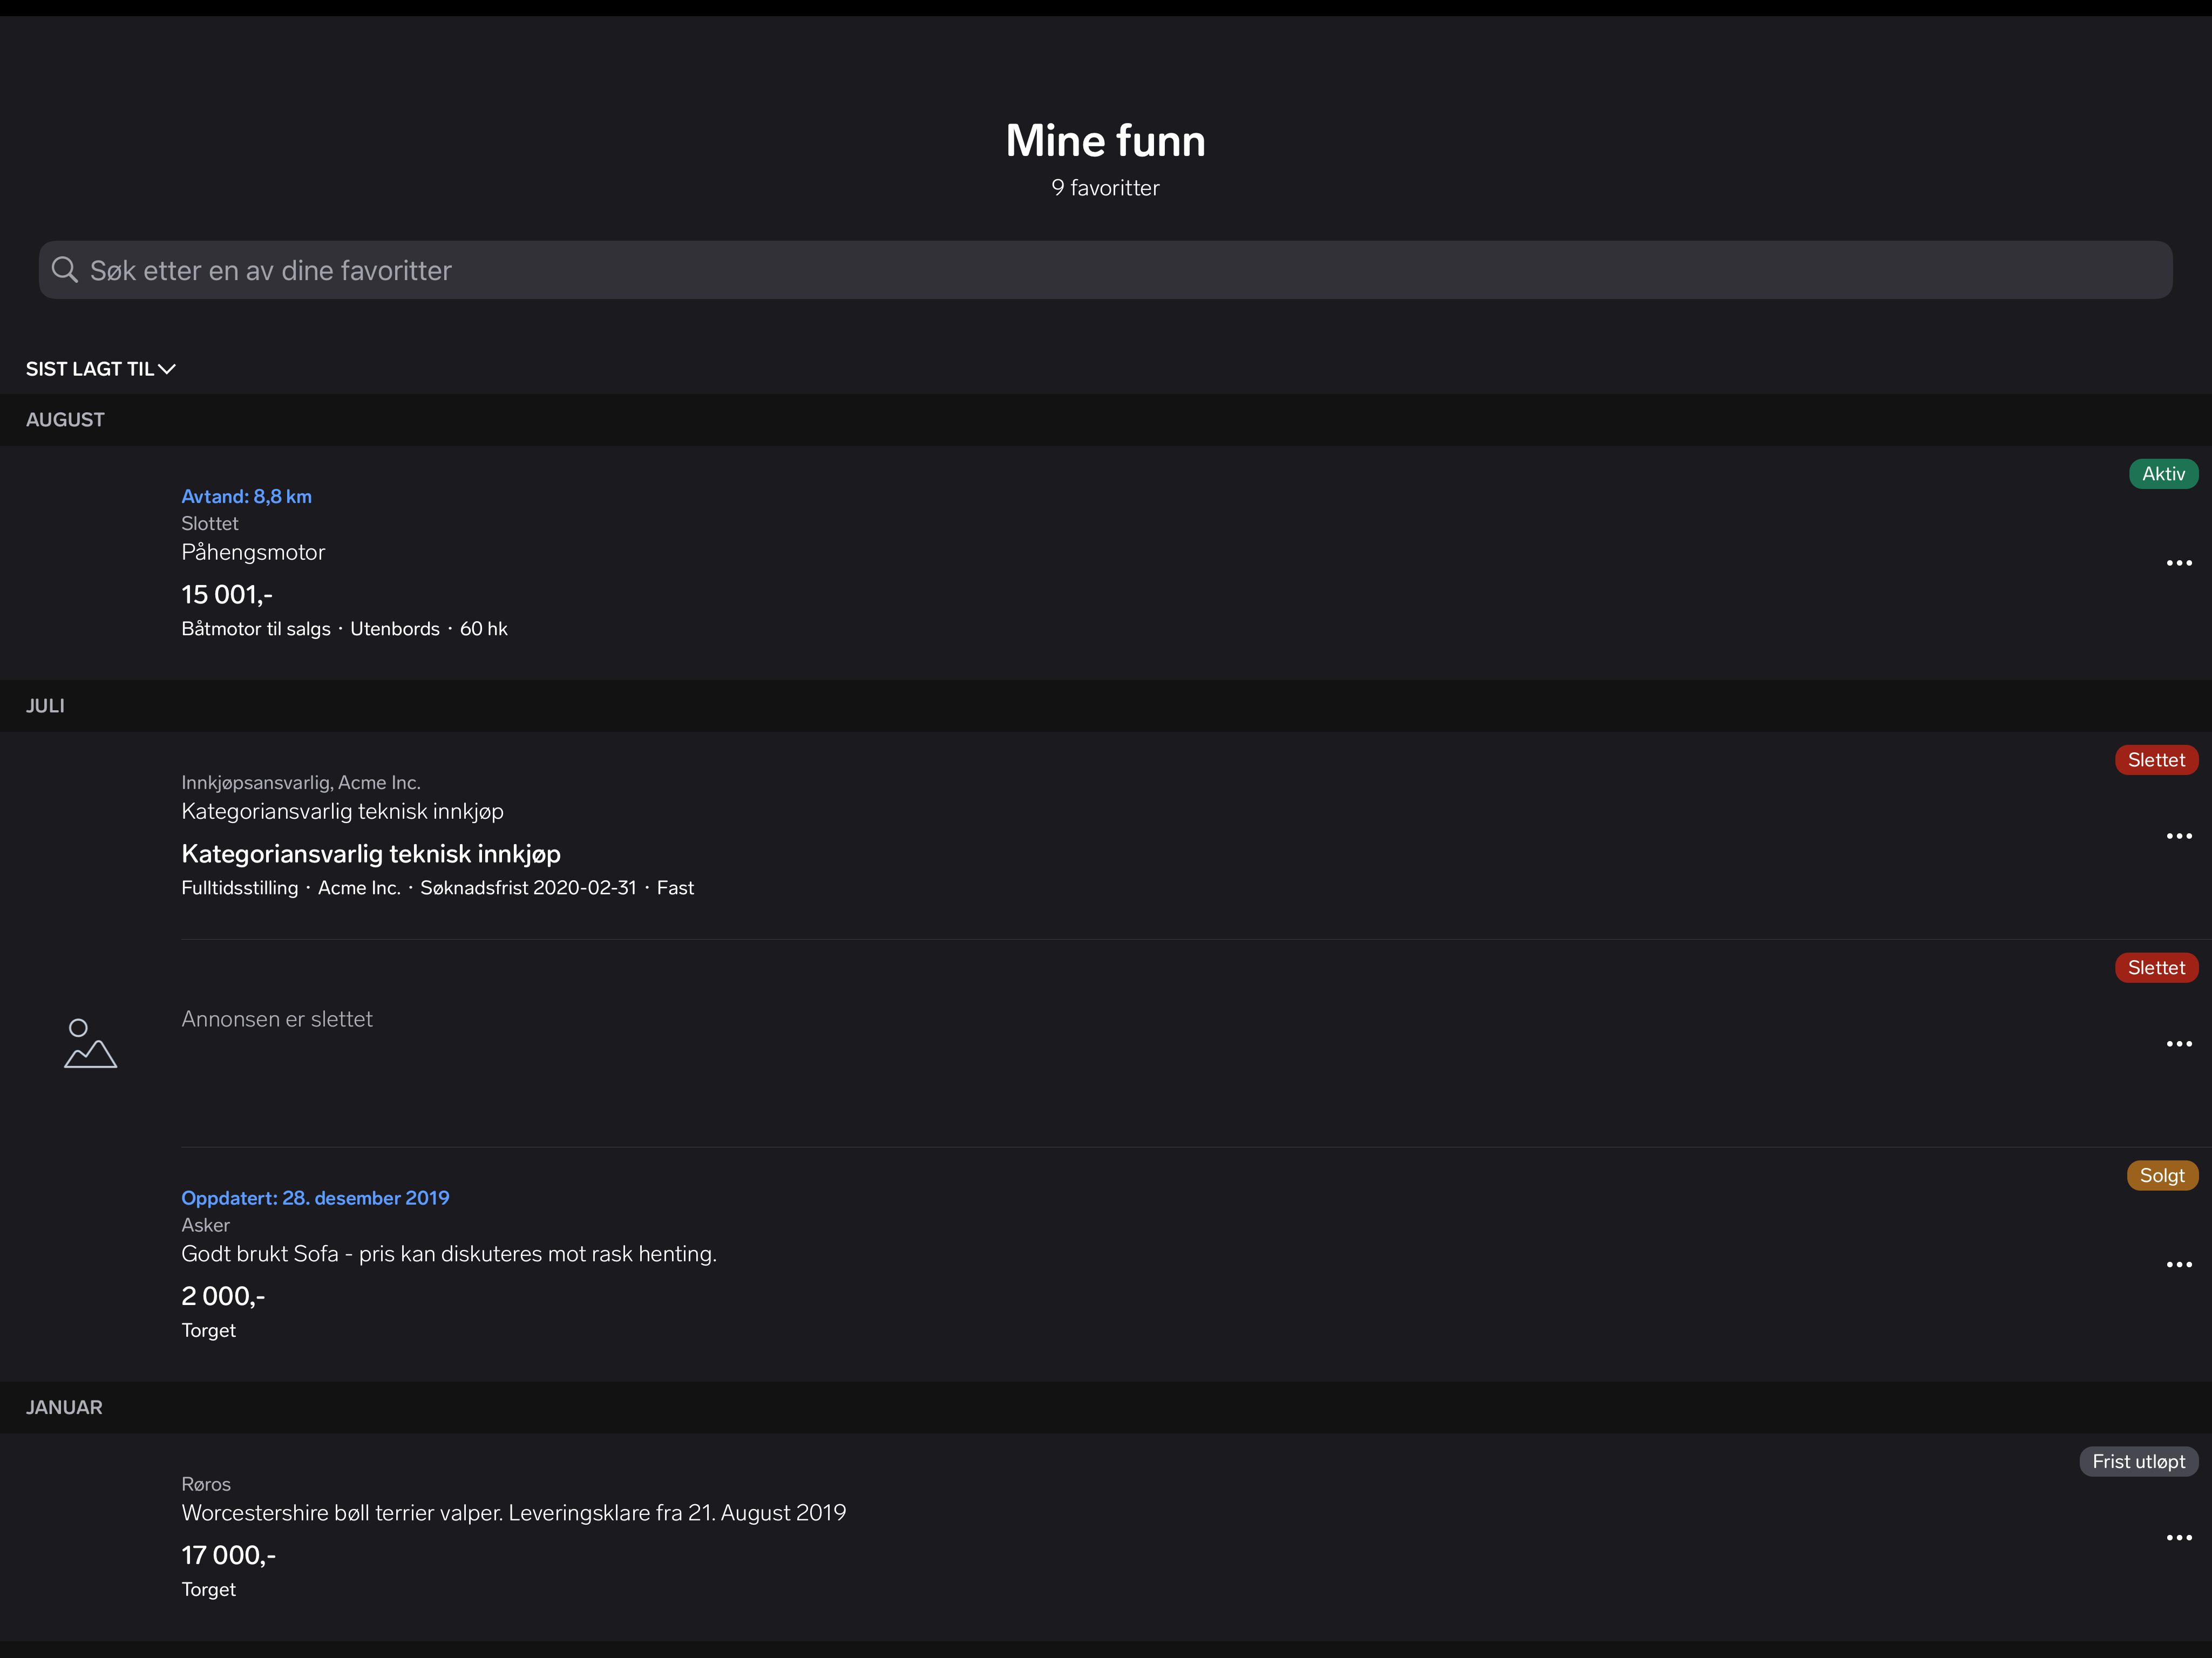 Mine funn
9 favoritter
Søk etter en av dine favoritter
SIST LAGT TIL
AUGUST
Aktiv
Avtand: 8,8 km
Slottet
Påhengsmotor
15 001,-
Båtmotor til salgs · Utenbords · 60 hk
JULI
Slettet
Innkjøpsansvarlig, Acme Inc.
Kategoriansvarlig teknisk innkjøp
Kategoriansvarlig teknisk innkjøp
Fulltidsstilling · Acme Inc. · Søknadsfrist 2020-02-31 · Fast
Slettet
Annonsen er slettet
Solgt
Oppdatert: 28. desember 2019
Asker
Godt brukt Sofa - pris kan diskuteres mot rask henting.
2 000,-
Torget
JANUAR
Frist utløpt
Røros
Worcestershire bøll terrier valper. Leveringsklare fra 21. August 2019
17 000,-
Torget